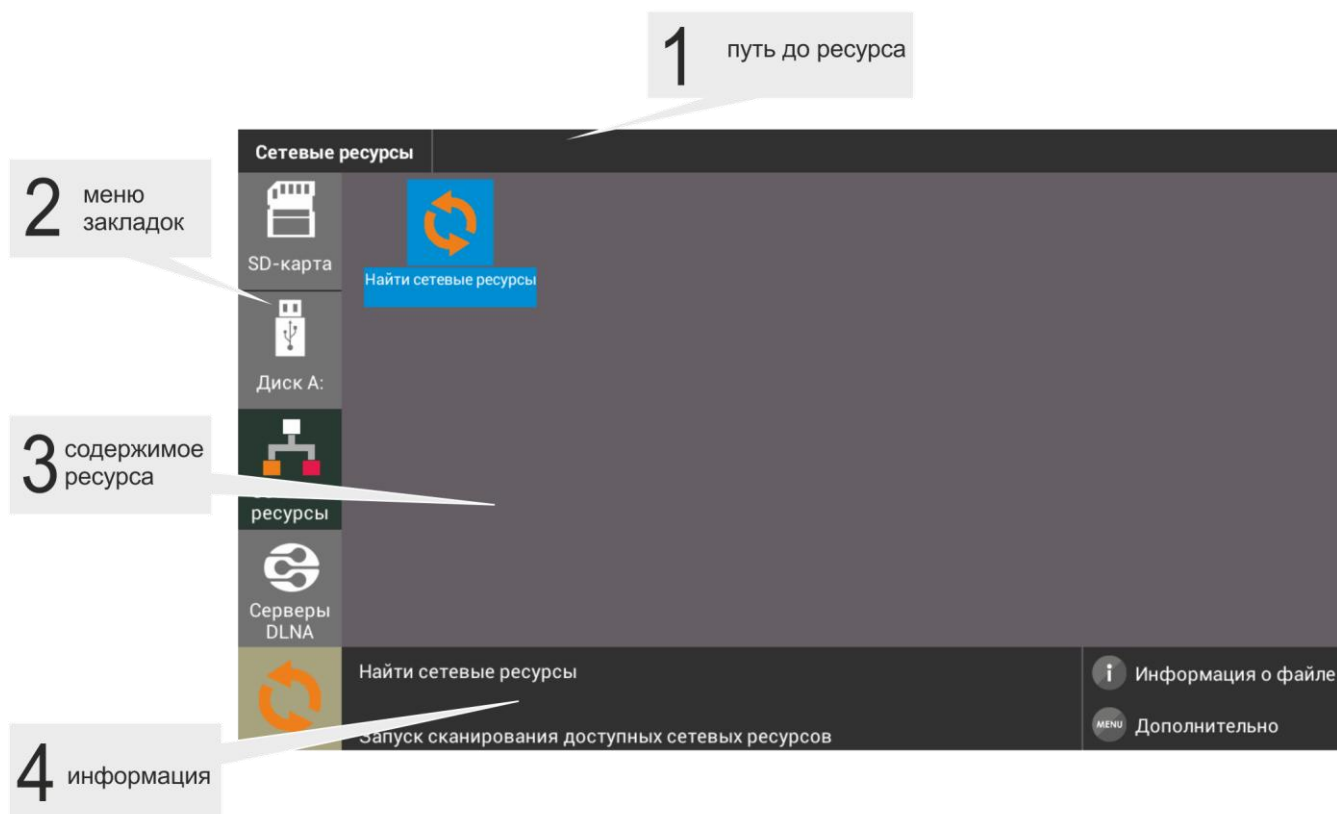 1
путь до ресурса
Сетевые ресурсы
2
меню
закладок
SD-карта
Найти сетевые ресурсы
Диск А:
3
содержимое
ресурса
ресурсы
Серверы
DLNA
Найти сетевые ресурсы
i Информация о файле
Запуск сканирования доступных сетевых ресурсов
MENU Дополнительно
4
информация